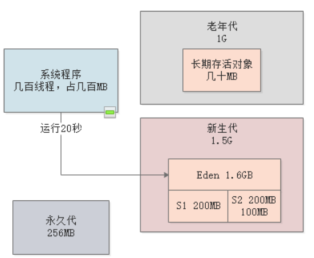 老年代
1G
长期存活对象
几十MB
系统程序
几百线程，占几百MB
运行20秒
新生代
1.5G
Eden 1.6GB
S1 200MB
S2 200MB
100MB
永久代
256MB